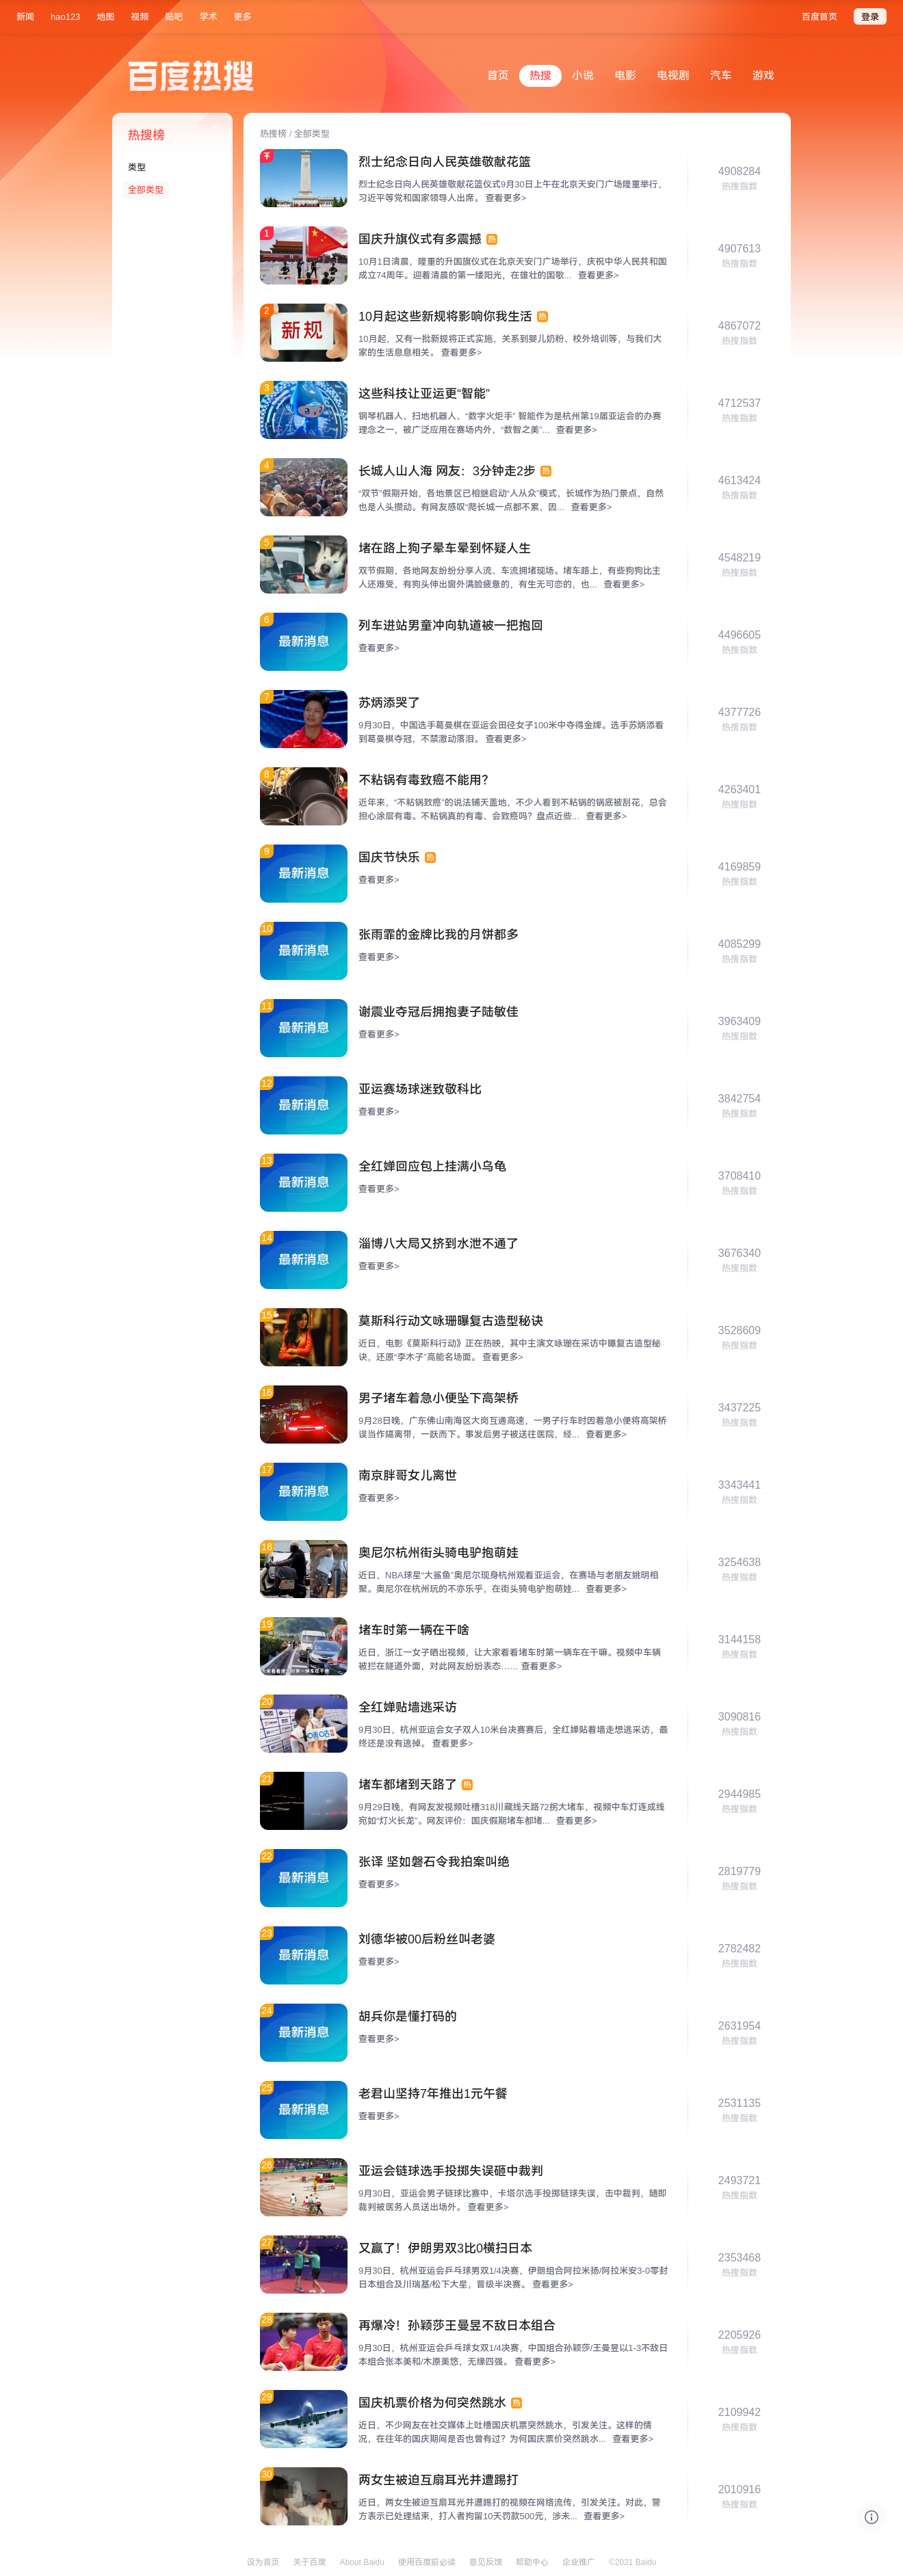 新闻 hao123 地图 视频 贴吧 学术 更多 百度首页 登录
百度热搜
首页 热搜 小说 电影 电视剧 汽车 游戏
热搜榜
类型
全部类型
热搜榜 / 全部类型
烈士纪念日向人民英雄敬献花篮
烈士纪念日向人民英雄敬献花篮仪式9月30日上午在北京天安门广场隆重举行，
习近平等党和国家领导人出席。 查看更多>
4908284
热搜指数
1
国庆升旗仪式有多震撼 热
10月1日清晨，隆重的升国旗仪式在北京天安门广场举行，庆祝中华人民共和国
成立74周年。迎着清晨的第一缕阳光，在雄壮的国歌... 查看更多>
4907613
热搜指数
2
新规
10月起这些新规将影响你我生活 热
10月起，又有一批新规将正式实施，关系到婴儿奶粉、校外培训等，与我们大
家的生活息息相关。 查看更多>
4867072
热搜指数
3
这些科技让亚运更“智能”
钢琴机器人、扫地机器人、“数字火炬手” 智能作为是杭州第19届亚运会的办赛
理念之一，被广泛应用在赛场内外，“数智之美”... 查看更多>
4712537
热搜指数
4
长城人山人海 网友：3分钟走2步 热
“双节”假期开始，各地景区已相继启动“人从众”模式，长城作为热门景点，自然
也是人头攒动。有网友感叹“爬长城一点都不累，因... 查看更多>
4613424
热搜指数
5
堵在路上狗子晕车晕到怀疑人生
双节假期，各地网友纷纷分享人流、车流拥堵现场。堵车路上，有些狗狗比主
人还难受，有狗头伸出窗外满脸疲惫的，有生无可恋的，也... 查看更多>
4548219
热搜指数
6
最新消息
列车进站男童冲向轨道被一把抱回
查看更多>
4496605
热搜指数
7
苏炳添哭了
9月30日，中国选手葛曼棋在亚运会田径女子100米中夺得金牌。选手苏炳添看
到葛曼棋夺冠，不禁激动落泪。 查看更多>
4377726
热搜指数
8
不粘锅有毒致癌不能用？
近年来，“不粘锅致癌”的说法铺天盖地，不少人看到不粘锅的锅底被刮花，总会
担心涂层有毒。不粘锅真的有毒、会致癌吗？盘点近些... 查看更多>
4263401
热搜指数
9
最新消息
国庆节快乐 热
查看更多>
4169859
热搜指数
10
最新消息
张雨霏的金牌比我的月饼都多
查看更多>
4085299
热搜指数
11
最新消息
谢震业夺冠后拥抱妻子陆敏佳
查看更多>
3963409
热搜指数
12
最新消息
亚运赛场球迷致敬科比
查看更多>
3842754
热搜指数
13
最新消息
全红婵回应包上挂满小乌龟
查看更多>
3708410
热搜指数
14
最新消息
淄博八大局又挤到水泄不通了
查看更多>
3676340
热搜指数
15
莫斯科行动文咏珊曝复古造型秘诀
近日，电影《莫斯科行动》正在热映，其中主演文咏珊在采访中曝复古造型秘
诀，还原“李木子”高能名场面。 查看更多>
3528609
热搜指数
16
男子堵车着急小便坠下高架桥
9月28日晚，广东佛山南海区大岗互通高速，一男子行车时因着急小便将高架桥
误当作隔离带，一跃而下。事发后男子被送往医院，经... 查看更多>
3437225
热搜指数
17
最新消息
南京胖哥女儿离世
查看更多>
3343441
热搜指数
18
奥尼尔杭州街头骑电驴抱萌娃
近日，NBA球星“大鲨鱼”奥尼尔现身杭州观看亚运会，在赛场与老朋友姚明相
聚。奥尼尔在杭州玩的不亦乐乎，在街头骑电驴抱萌娃... 查看更多>
3254638
热搜指数
19
堵车时第一辆在干啥
近日，浙江一女子晒出视频，让大家看看堵车时第一辆车在干嘛。视频中车辆
被拦在隧道外面，对此网友纷纷表态…… 查看更多>
3144158
热搜指数
20
全红婵贴墙逃采访
9月30日，杭州亚运会女子双人10米台决赛赛后，全红婵贴着墙走想逃采访，最
终还是没有逃掉。 查看更多>
3090816
热搜指数
21
堵车都堵到天路了 热
9月29日晚，有网友发视频吐槽318川藏线天路72拐大堵车，视频中车灯连成线
宛如“灯火长龙”。网友评价：国庆假期堵车都堵... 查看更多>
2944985
热搜指数
22
最新消息
张译 坚如磐石令我拍案叫绝
查看更多>
2819779
热搜指数
23
最新消息
刘德华被00后粉丝叫老婆
查看更多>
2782482
热搜指数
24
最新消息
胡兵你是懂打码的
查看更多>
2631954
热搜指数
25
最新消息
老君山坚持7年推出1元午餐
查看更多>
2531135
热搜指数
26
亚运会链球选手投掷失误砸中裁判
9月30日，亚运会男子链球比赛中，卡塔尔选手投掷链球失误，击中裁判，随即
裁判被医务人员送出场外。 查看更多>
2493721
热搜指数
27
又赢了！伊朗男双3比0横扫日本
9月30日，杭州亚运会乒乓球男双1/4决赛，伊朗组合阿拉米扬/阿拉米安3-0零封
日本组合及川瑞基/松下大星，晋级半决赛。 查看更多>
2353468
热搜指数
28
再爆冷！孙颖莎王曼昱不敌日本组合
9月30日，杭州亚运会乒乓球女双1/4决赛，中国组合孙颖莎/王曼昱以1-3不敌日
本组合张本美和/木原美悠，无缘四强。 查看更多>
2205926
热搜指数
29
国庆机票价格为何突然跳水 热
近日，不少网友在社交媒体上吐槽国庆机票突然跳水，引发关注。这样的情
况，在往年的国庆期间是否也曾有过？为何国庆票价突然跳水... 查看更多>
2109942
热搜指数
30
两女生被迫互扇耳光并遭踢打
近日，两女生被迫互扇耳光并遭踢打的视频在网络流传，引发关注。对此，警
方表示已处理结束，打人者拘留10天罚款500元，涉未... 查看更多>
2010916
热搜指数
设为首页 关于百度 About Baidu 使用百度前必读 意见反馈 帮助中心 企业推广 ©2021 Baidu